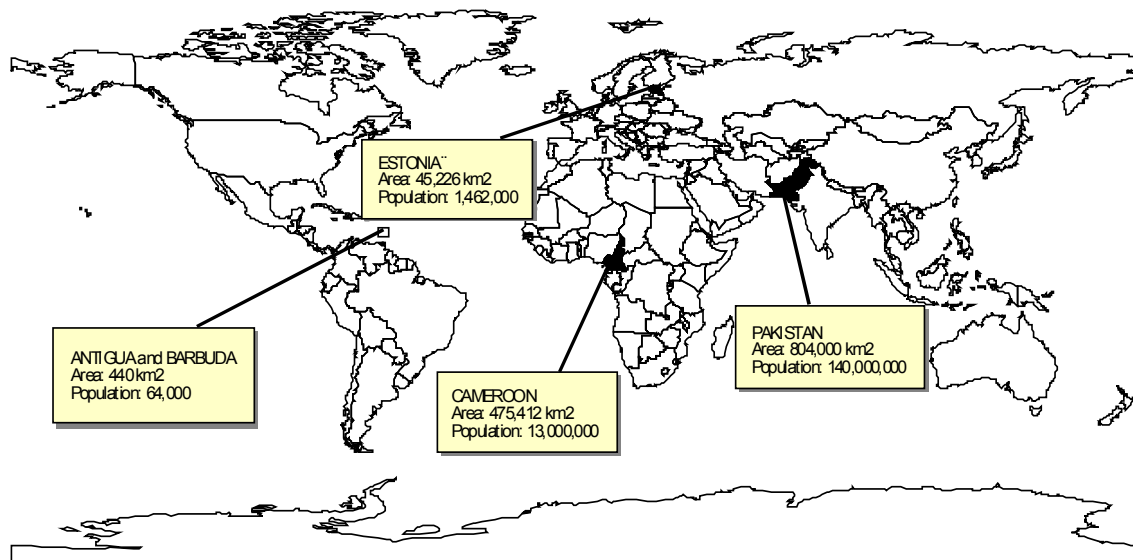 ESTONIA¨
Area: 45,226 km2
Population: 1,462,000
ANTIGUA and BARBUDA
Area: 440 km2
Population: 64,000
CAMEROON
Area: 475,412 km2
Population: 13,000,000
PAKISTAN
Area: 804,000 km2
Population: 140,000,000